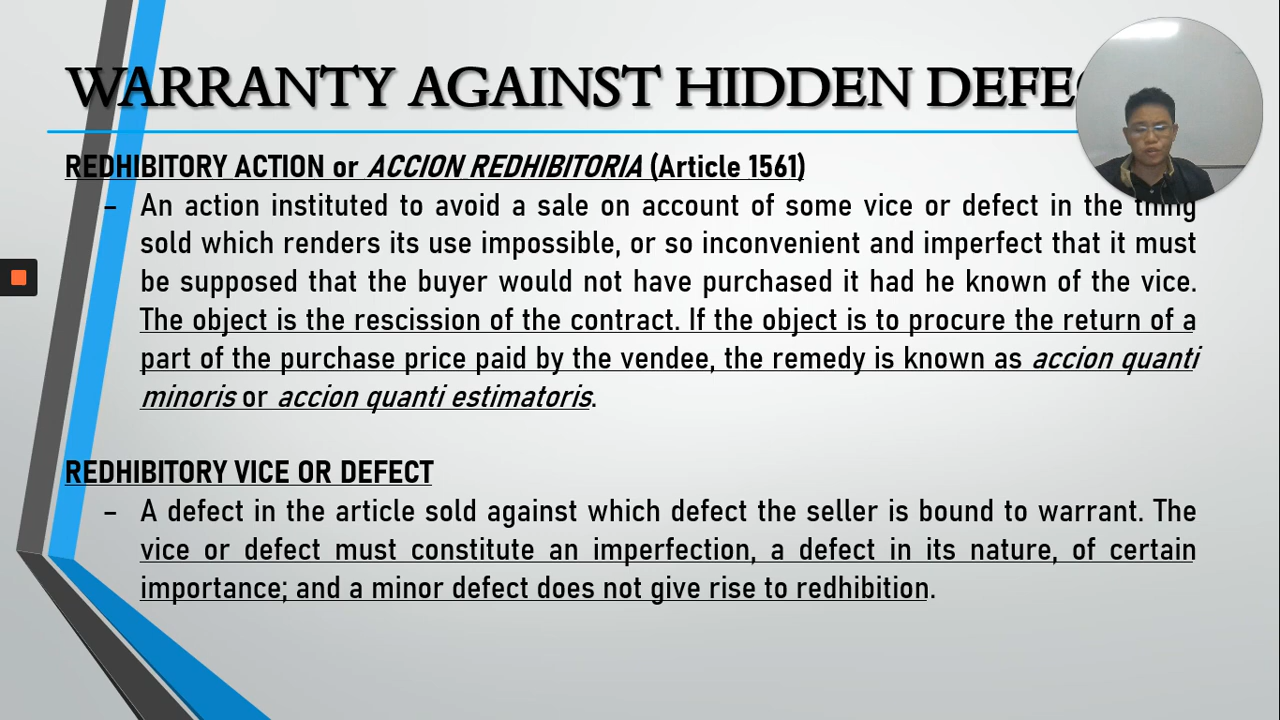 WARRANTY AGAINST HIDDEN
REDHIBITORY ACTION or ACCION REDHIBITORIA (Article 1561)
– An action instituted to avoid a sale on account of some vice or defect in the thing
sold which renders its use impossible, or so inconvenient and imperfect that it must
be supposed that the buyer would not have purchased it had he known of the vice.
The object is the rescission of the contract. If the object is to procure the return of a
part of the purchase price paid by the vendee, the remedy is known as accion quanti
minoris or accion quanti estimatoris.
REDHIBITORY VICE OR DEFECT
– A defect in the article sold against which defect the seller is bound to warrant. The
vice or defect must constitute an imperfection, a defect in its nature, of certain
importance; and a minor defect does not give rise to redhibition.